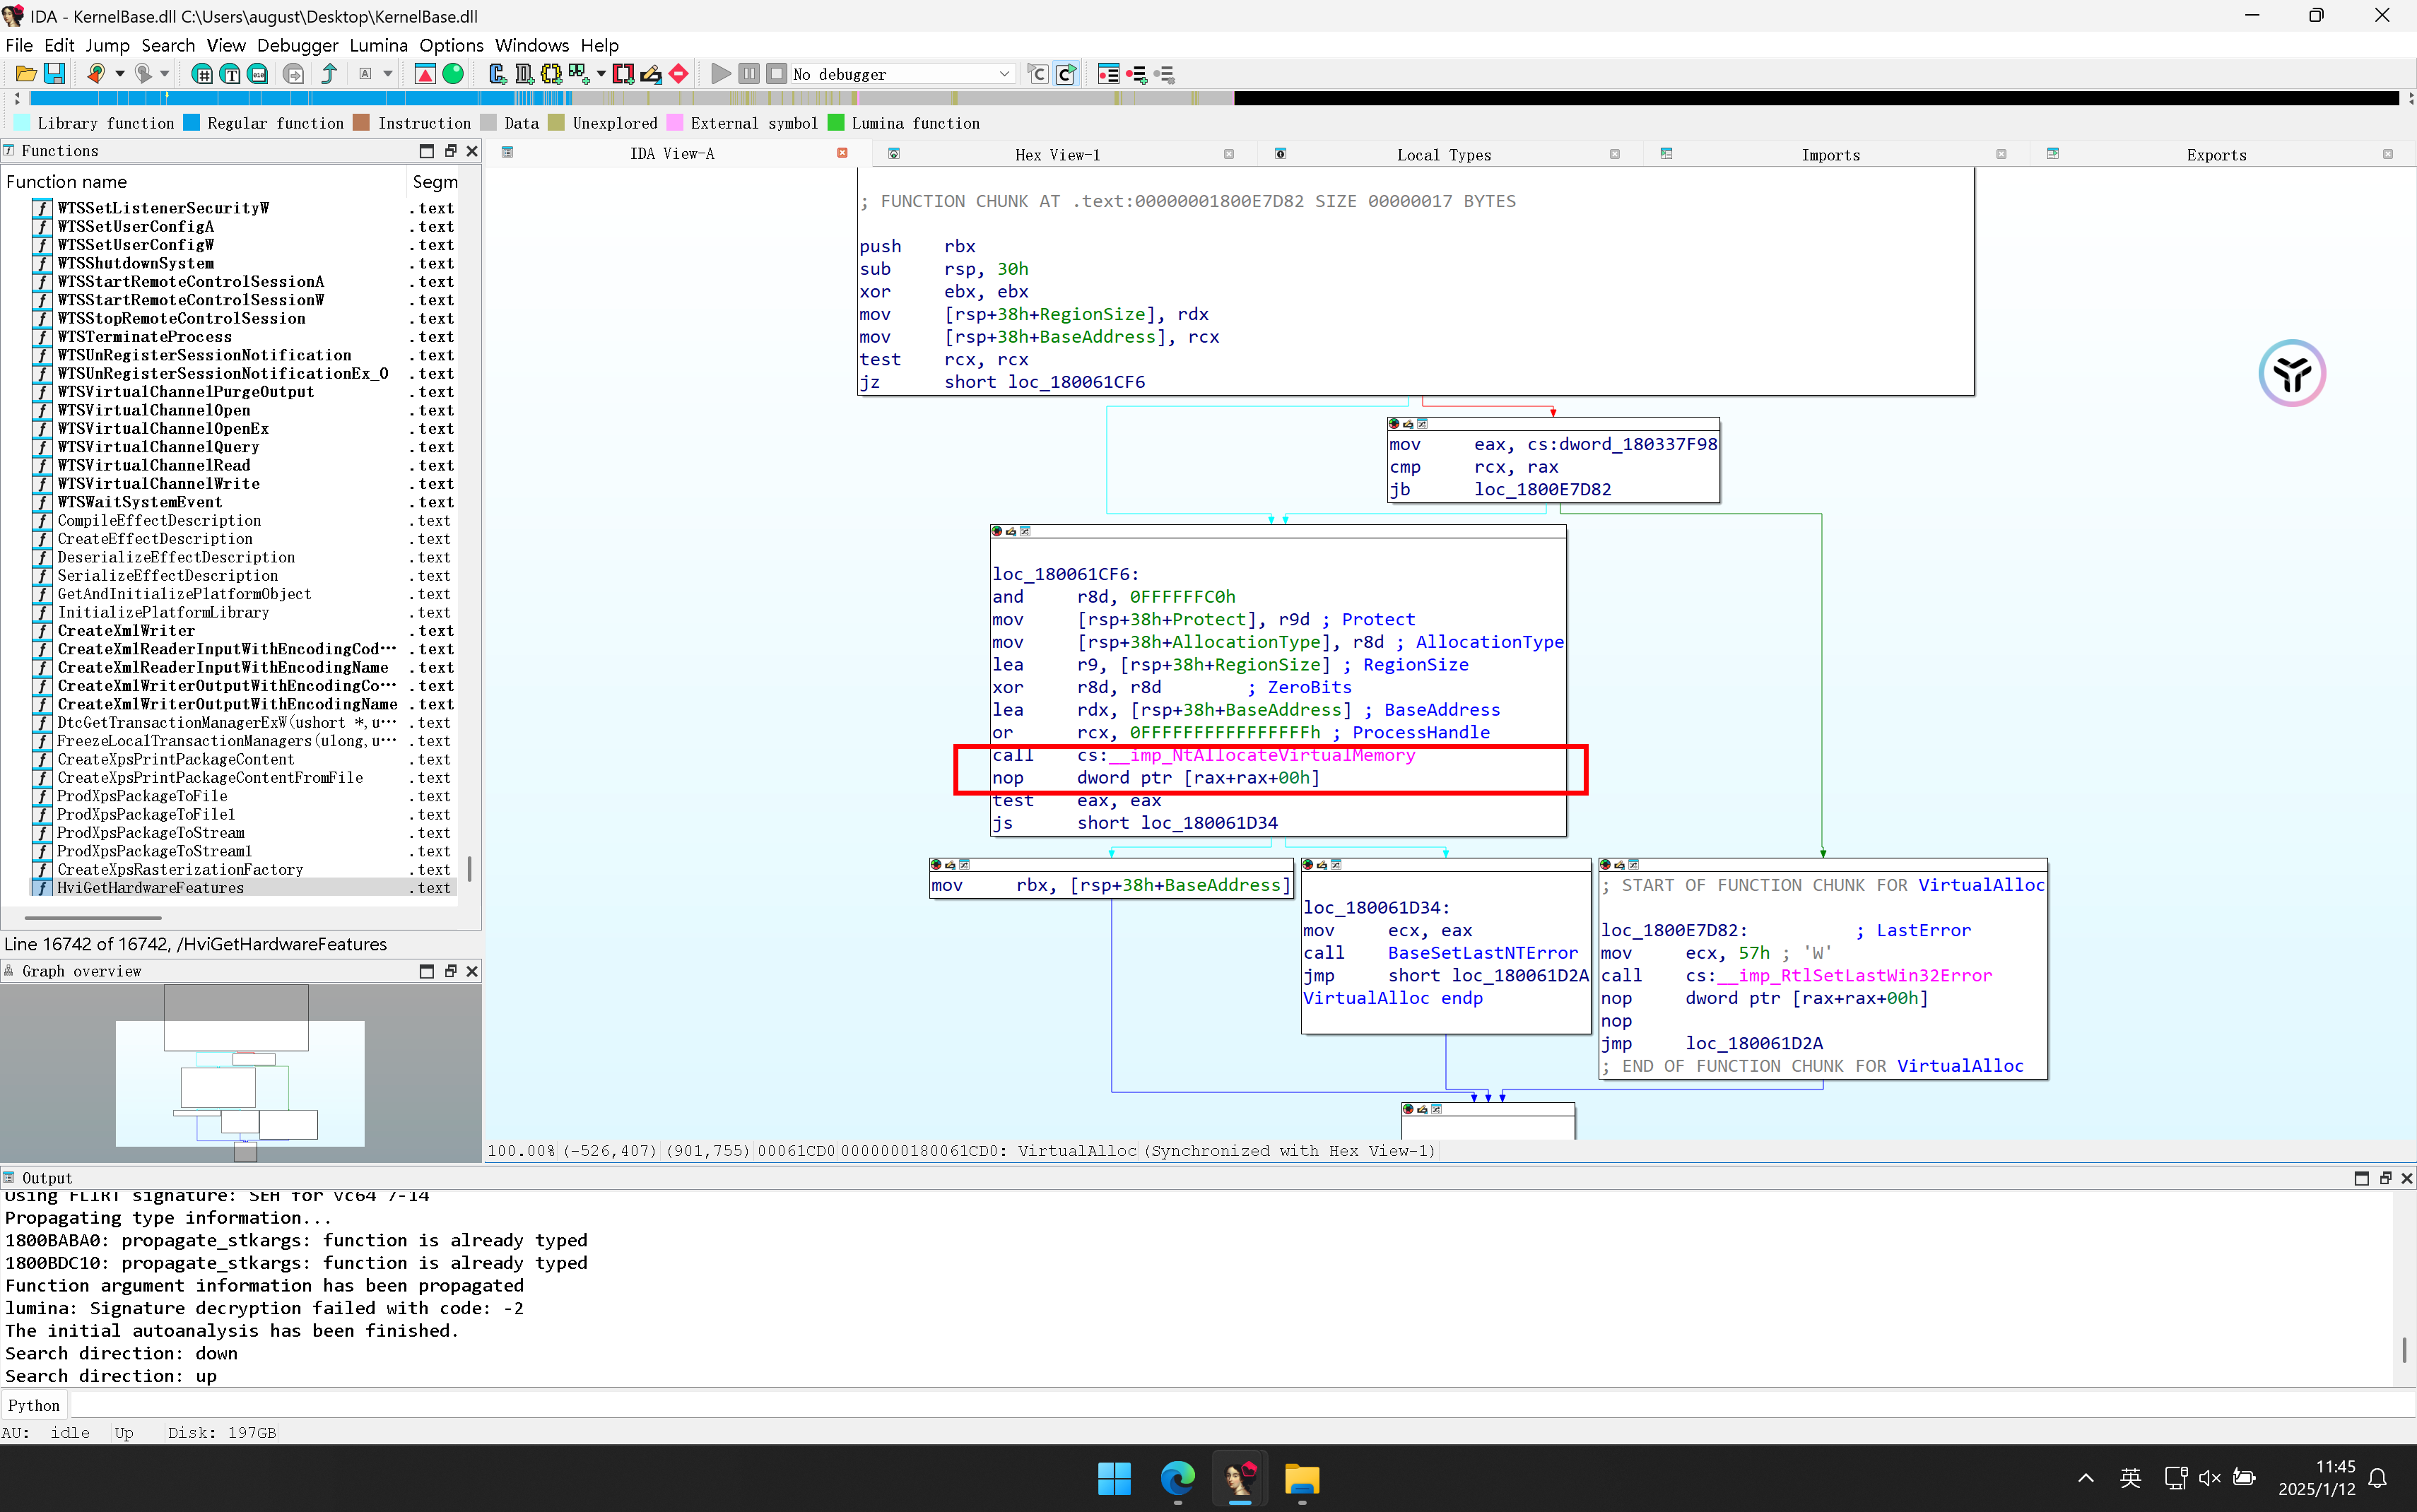 IDA - KernelBase.dll C:\Users\august\Desktop\KernelBase.dll
File Edit Jump Search View Debugger Lumina Options Windows Help
No debugger
Library function Regular function Instruction Data Unexplored External symbol Lumina function
Functions
Function name Segm
WTSSetListenerSecurityW .text
WTSSetUserConfigA .text
WTSSetUserConfigW .text
WTSShutdownSystem .text
WTSStartRemoteControlSessionA .text
WTSStartRemoteControlSessionW .text
WTSStopRemoteControlSession .text
WTSTerminateProcess .text
WTSUnRegisterSessionNotification .text
WTSUnRegisterSessionNotificationEx_0 .text
WTSVirtualChannelPurgeOutput .text
WTSVirtualChannelOpen .text
WTSVirtualChannelOpenEx .text
WTSVirtualChannelQuery .text
WTSVirtualChannelRead .text
WTSVirtualChannelWrite .text
WTSWaitSystemEvent .text
CompileEffectDescription .text
CreateEffectDescription .text
DeserializeEffectDescription .text
SerializeEffectDescription .text
GetAndInitializePlatformObject .text
InitializePlatformLibrary .text
CreateXmlWriter .text
CreateXmlReaderInputWithEncodingCod… .text
CreateXmlReaderInputWithEncodingName .text
CreateXmlWriterOutputWithEncodingCo… .text
CreateXmlWriterOutputWithEncodingName .text
DtcGetTransactionManagerExW(ushort *,u… .text
FreezeLocalTransactionManagers(ulong,u… .text
CreateXpsPrintPackageContent .text
CreateXpsPrintPackageContentFromFile .text
ProdXpsPackageToFile .text
ProdXpsPackageToFile1 .text
ProdXpsPackageToStream .text
ProdXpsPackageToStream1 .text
CreateXpsRasterizationFactory .text
HviGetHardwareFeatures .text
Line 16742 of 16742, /HviGetHardwareFeatures
Graph overview
IDA View-A Hex View-1 Local Types Imports Exports
; FUNCTION CHUNK AT .text:00000001800E7D82 SIZE 00000017 BYTES
push rbx
sub rsp, 30h
xor ebx, ebx
mov [rsp+38h+RegionSize], rdx
mov [rsp+38h+BaseAddress], rcx
test rcx, rcx
jz short loc_180061CF6
mov eax, cs:dword_180337F98
cmp rcx, rax
jb loc_1800E7D82
loc_180061CF6:
and r8d, 0FFFFFFC0h
mov [rsp+38h+Protect], r9d ; Protect
mov [rsp+38h+AllocationType], r8d ; AllocationType
lea r9, [rsp+38h+RegionSize] ; RegionSize
xor r8d, r8d ; ZeroBits
lea rdx, [rsp+38h+BaseAddress] ; BaseAddress
or rcx, 0FFFFFFFFFFFFFFFFh ; ProcessHandle
call cs:__imp_NtAllocateVirtualMemory
nop dword ptr [rax+rax+00h]
test eax, eax
js short loc_180061D34
mov rbx, [rsp+38h+BaseAddress]
loc_180061D34:
mov ecx, eax
call BaseSetLastNTError
jmp short loc_180061D2A
VirtualAlloc endp
; START OF FUNCTION CHUNK FOR VirtualAlloc
loc_1800E7D82: ; LastError
mov ecx, 57h ; 'W'
call cs:__imp_RtlSetLastWin32Error
nop dword ptr [rax+rax+00h]
nop
jmp loc_180061D2A
; END OF FUNCTION CHUNK FOR VirtualAlloc
100.00% (-526,407) (901,755) 00061CD0 0000000180061CD0: VirtualAlloc (Synchronized with Hex View-1)
Output
Using FLIRT signature: SEH for vc64 7-14
Propagating type information...
1800BABA0: propagate_stkargs: function is already typed
1800BDC10: propagate_stkargs: function is already typed
Function argument information has been propagated
lumina: Signature decryption failed with code: -2
The initial autoanalysis has been finished.
Search direction: down
Search direction: up
Python
AU: idle Up Disk: 197GB
英
11:45
2025/1/12